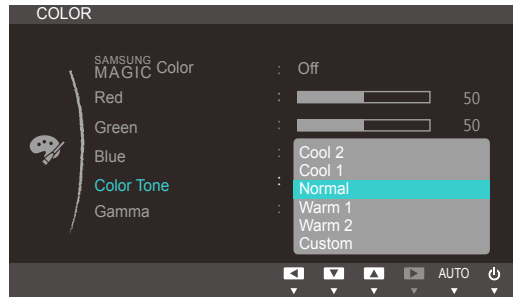 COLOR
SAMSUNG
MAGIC Color : Off
Red : 50
Green : 50
Blue :
Color Tone :
Gamma :
Cool 2
Cool 1
Normal
Warm 1
Warm 2
Custom
AUTO